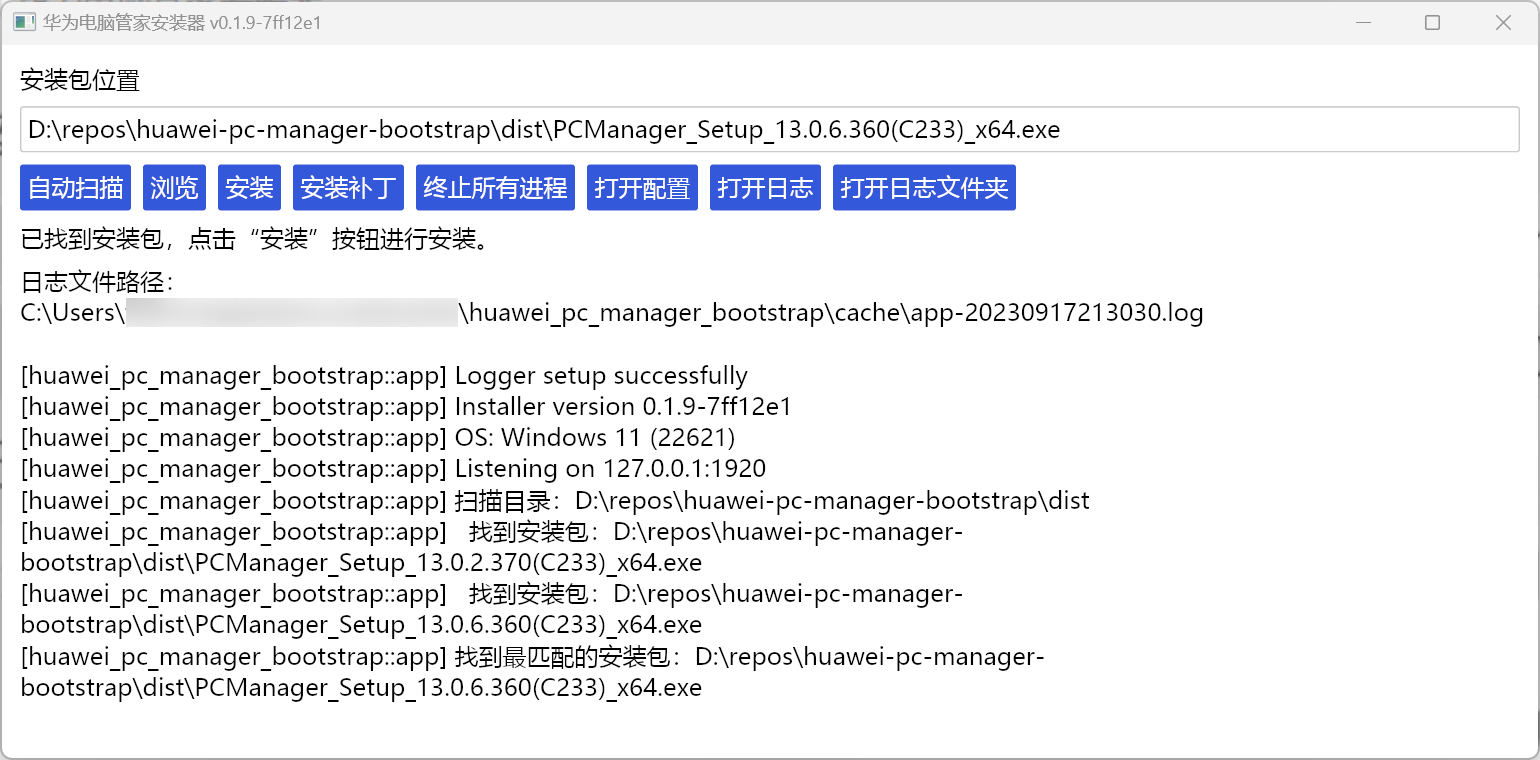 华为电脑管家安装器 v0.1.9-7ff12e1
安装包位置
D:\repos\huawei-pc-manager-bootstrap\dist\PCManager_Setup_13.0.6.360(C233)_x64.exe
自动扫描 浏览 安装 安装补丁 终止所有进程 打开配置 打开日志 打开日志文件夹
已找到安装包，点击“安装”按钮进行安装。
日志文件路径：
C:\Users\ \huawei_pc_manager_bootstrap\cache\app-20230917213030.log
[huawei_pc_manager_bootstrap::app] Logger setup successfully
[huawei_pc_manager_bootstrap::app] Installer version 0.1.9-7ff12e1
[huawei_pc_manager_bootstrap::app] OS: Windows 11 (22621)
[huawei_pc_manager_bootstrap::app] Listening on 127.0.0.1:1920
[huawei_pc_manager_bootstrap::app] 扫描目录：D:\repos\huawei-pc-manager-bootstrap\dist
[huawei_pc_manager_bootstrap::app]   找到安装包：D:\repos\huawei-pc-manager-
bootstrap\dist\PCManager_Setup_13.0.2.370(C233)_x64.exe
[huawei_pc_manager_bootstrap::app]   找到安装包：D:\repos\huawei-pc-manager-
bootstrap\dist\PCManager_Setup_13.0.6.360(C233)_x64.exe
[huawei_pc_manager_bootstrap::app] 找到最匹配的安装包：D:\repos\huawei-pc-manager-
bootstrap\dist\PCManager_Setup_13.0.6.360(C233)_x64.exe